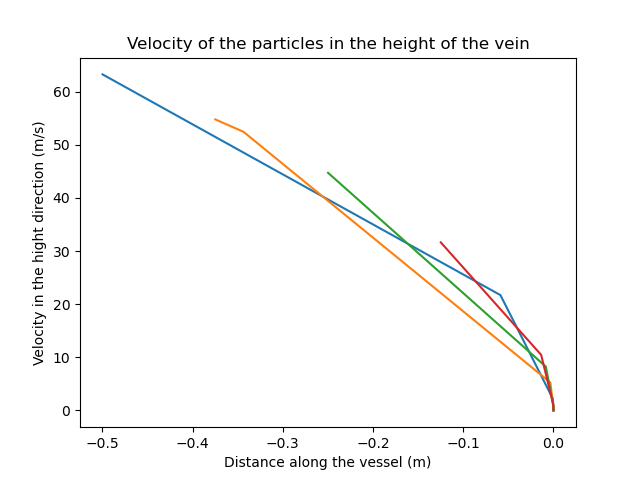 Velocity of the particles in the height of the vein
Velocity in the hight direction (m/s)
60
50
40
30
20
10
0
−0.5 −0.4 −0.3 −0.2 −0.1 0.0
Distance along the vessel (m)